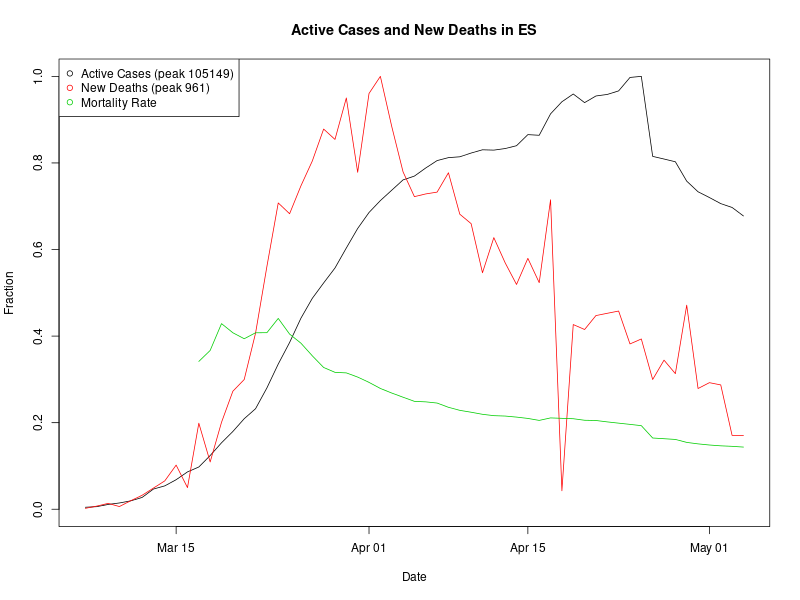 Active Cases and New Deaths in ES
Active Cases (peak 105149)
New Deaths (peak 961)
Mortality Rate
Fraction
1.0
0.8
0.6
0.4
0.2
0.0
Mar 15
Apr 01
Apr 15
May 01
Date